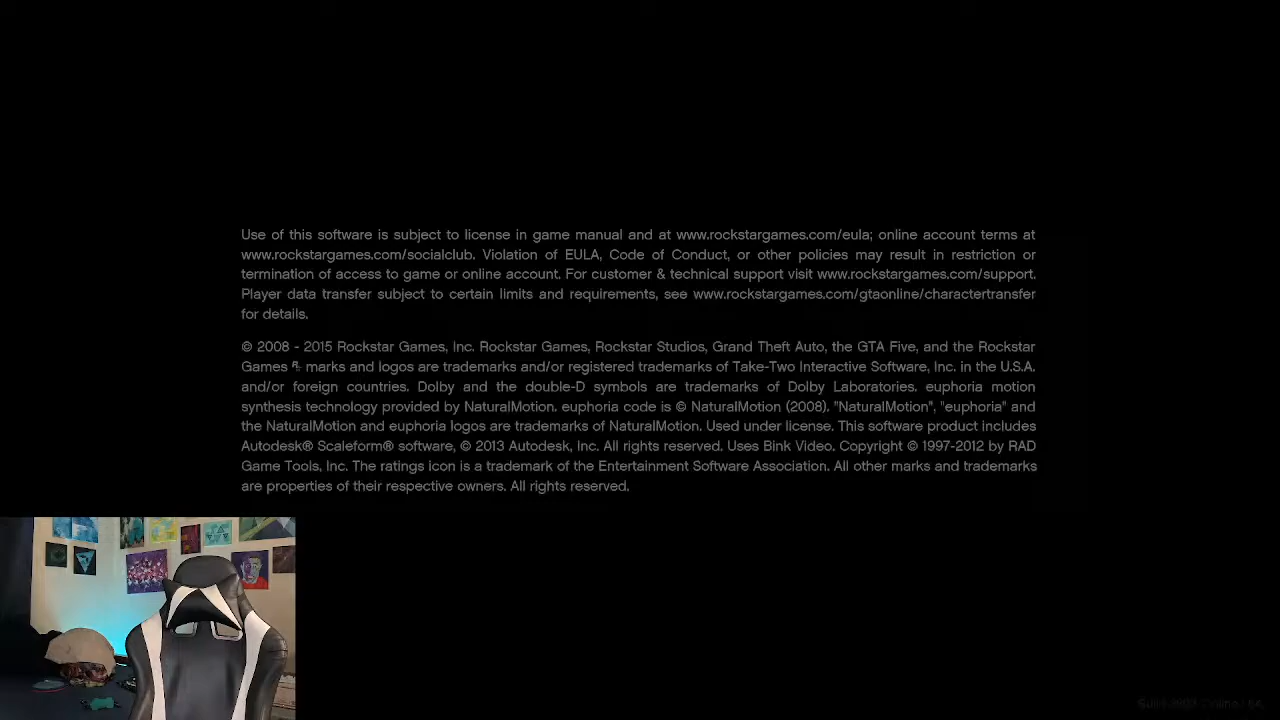 Use of this software is subject to license in game manual and at www.rockstargames.com/eula; online account terms at
www.rockstargames.com/socialclub. Violation of EULA, Code of Conduct, or other policies may result in restriction or
termination of access to game or online account. For customer & technical support visit www.rockstargames.com/support.
Player data transfer subject to certain limits and requirements, see www.rockstargames.com/gtaonline/charactertransfer
for details.
© 2008 - 2015 Rockstar Games, Inc. Rockstar Games, Rockstar Studios, Grand Theft Auto, the GTA Five, and the Rockstar
Games R* marks and logos are trademarks and/or registered trademarks of Take-Two Interactive Software, Inc. in the U.S.A.
and/or foreign countries. Dolby and the double-D symbols are trademarks of Dolby Laboratories. euphoria motion
synthesis technology provided by NaturalMotion. euphoria code is © NaturalMotion (2008). "NaturalMotion", "euphoria" and
the NaturalMotion and euphoria logos are trademarks of NaturalMotion. Used under license. This software product includes
Autodesk® Scaleform® software, © 2013 Autodesk, Inc. All rights reserved. Uses Bink Video. Copyright © 1997-2012 by RAD
Game Tools, Inc. The ratings icon is a trademark of the Entertainment Software Association. All other marks and trademarks
are properties of their respective owners. All rights reserved.